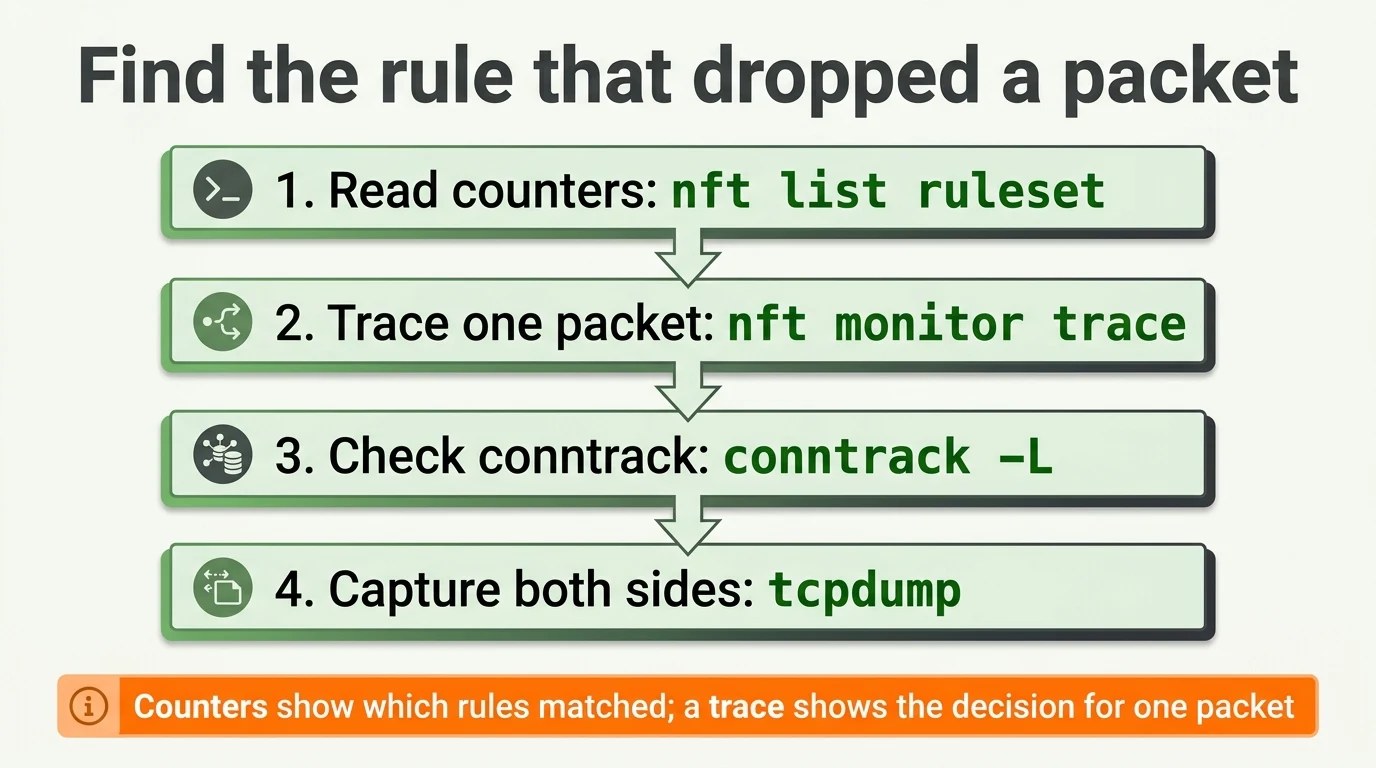 Find the rule that dropped a packet
1. Read counters: nft list ruleset
2. Trace one packet: nft monitor trace
3. Check conntrack: conntrack -L
4. Capture both sides: tcpdump
Counters show which rules matched; a trace shows the decision for one packet